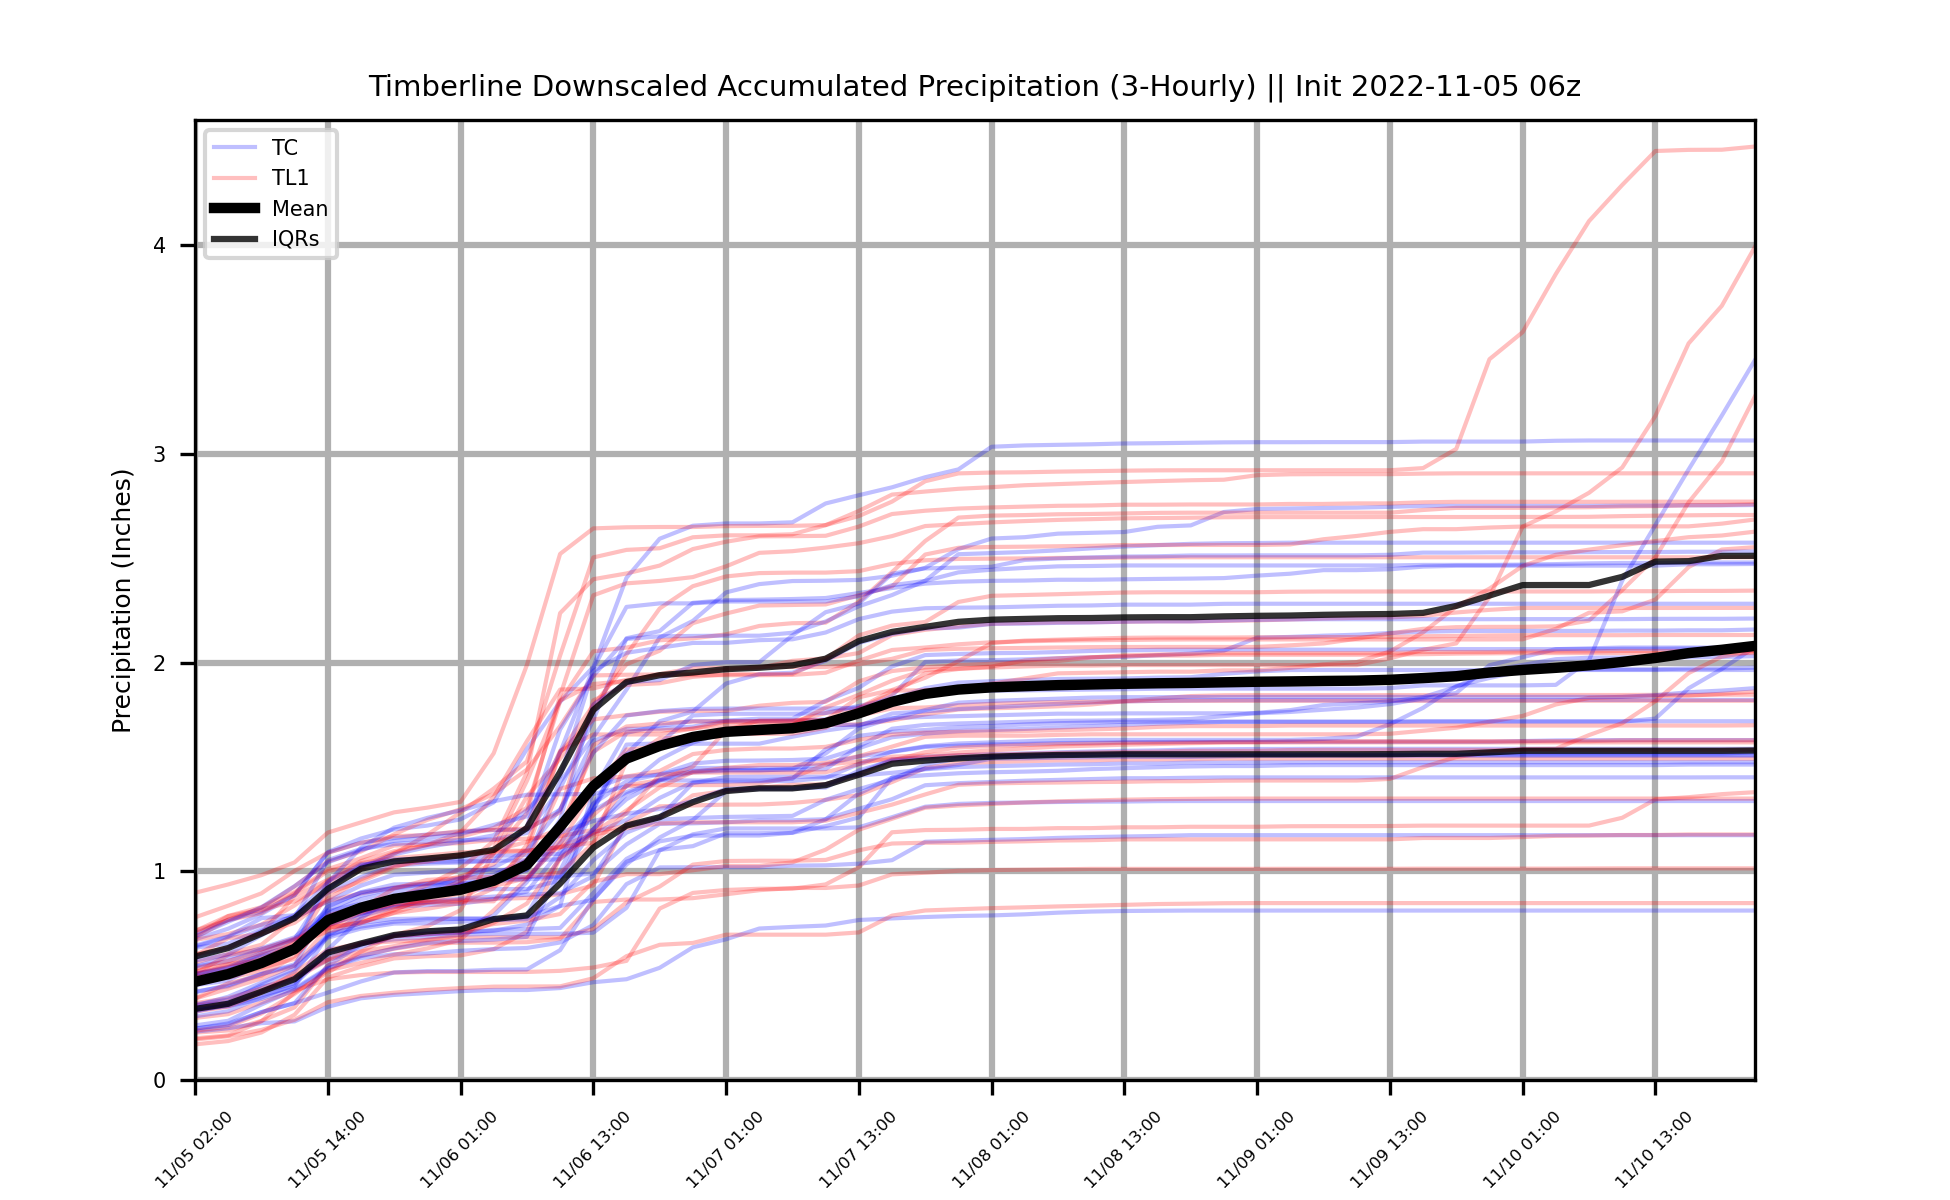 Timberline Downscaled Accumulated Precipitation (3-Hourly) || Init 2022-11-05 06z
TC
TL1
Mean
IQRs
Precipitation (Inches)
4
3
2
1
0
11/05 02:00
11/05 14:00
11/06 01:00
11/06 13:00
11/07 01:00
11/07 13:00
11/08 01:00
11/08 13:00
11/09 01:00
11/09 13:00
11/10 01:00
11/10 13:00